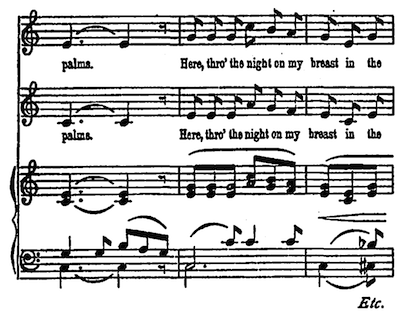 palms. Here, thro' the night on my breast in the
palms. Here, thro' the night on my breast in the
Etc.